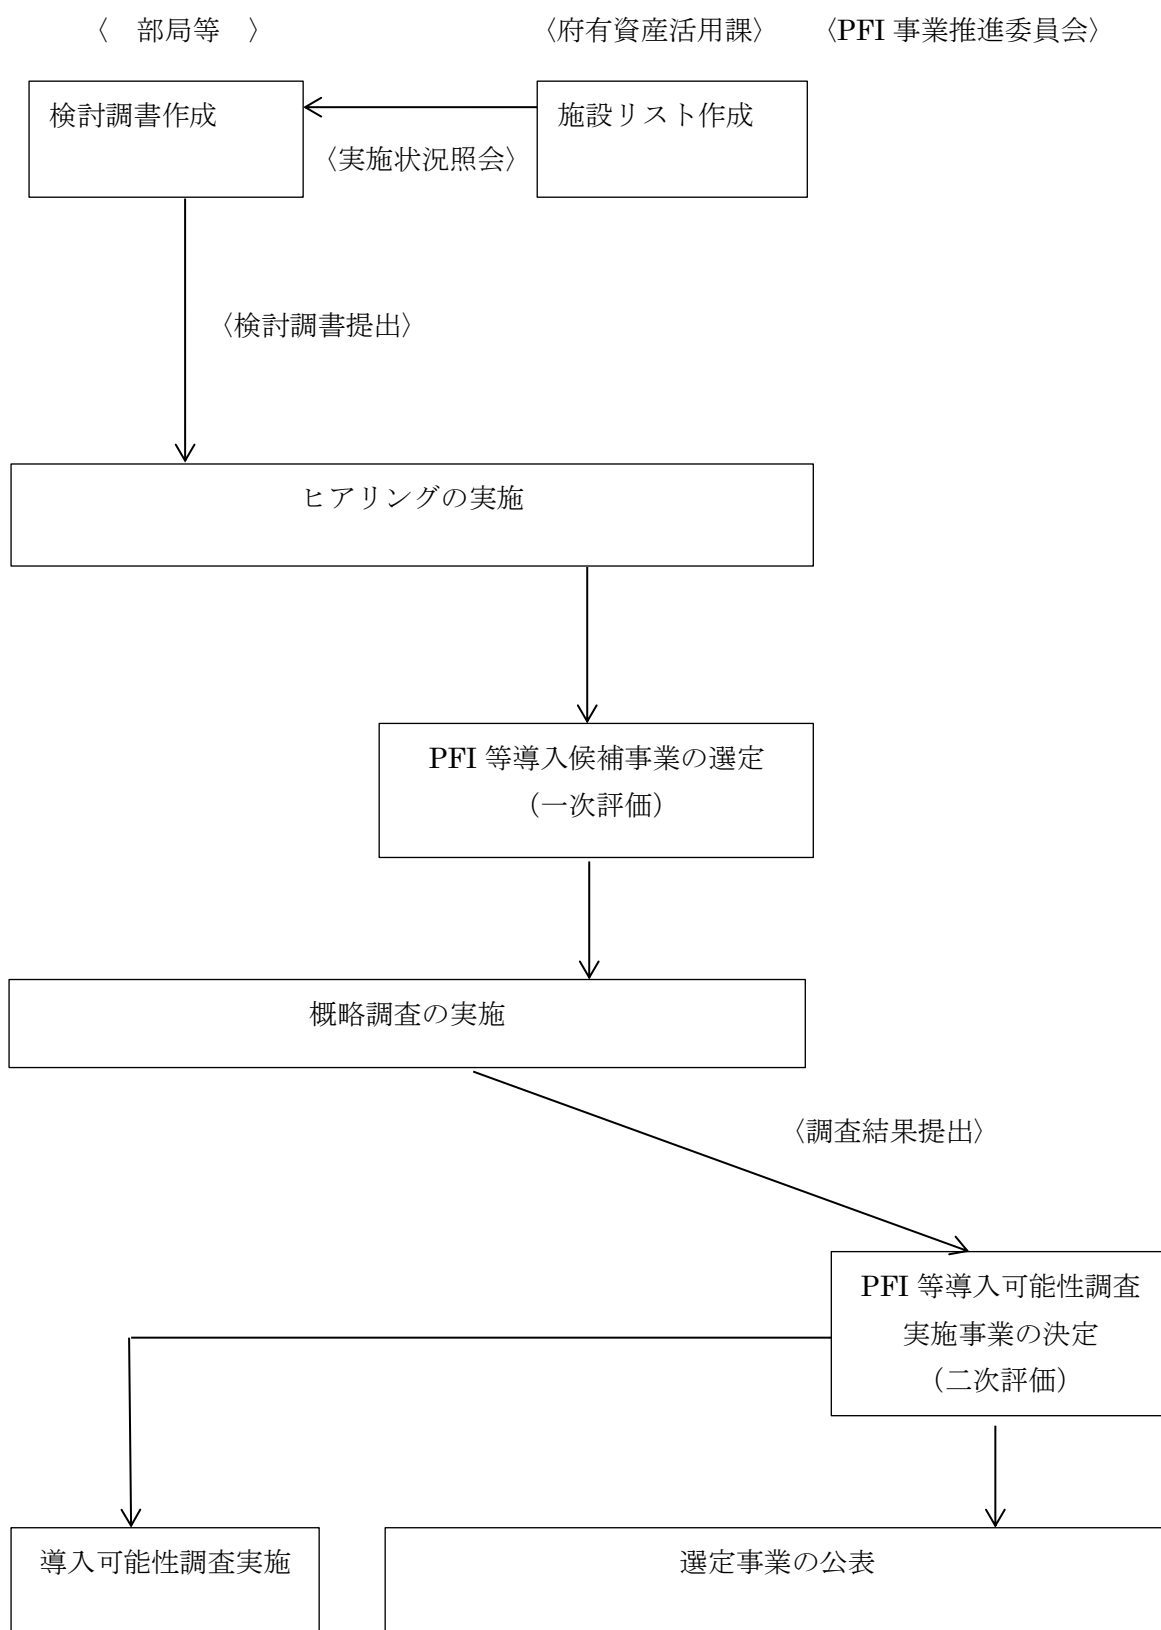 〈　部局等　〉
〈府有資産活用課〉
〈PFI 事業推進委員会〉
検討調書作成
施設リスト作成
〈実施状況照会〉
〈検討調書提出〉
ヒアリングの実施
PFI 等導入候補事業の選定
（一次評価）
概略調査の実施
〈調査結果提出〉
PFI 等導入可能性調査
実施事業の決定
（二次評価）
導入可能性調査実施
選定事業の公表